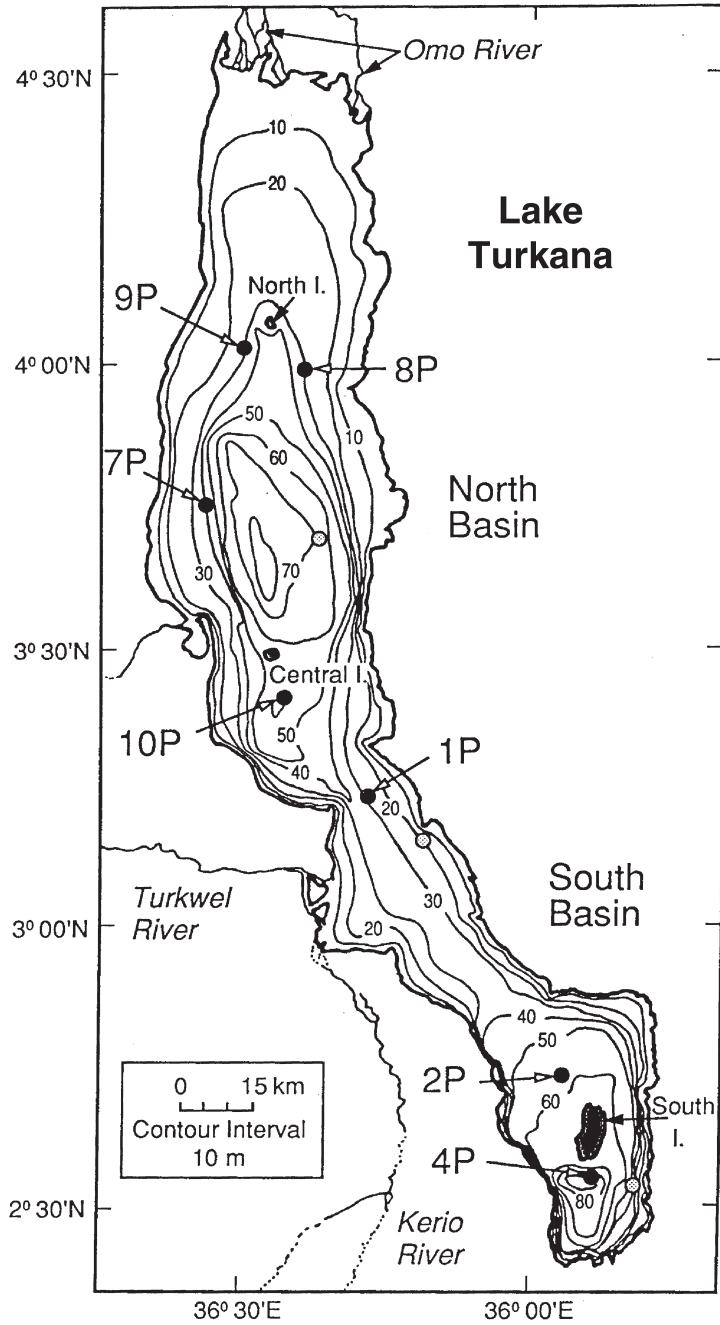 Omo River
4º 30'N
10
20
Lake
Turkana
North I.
9P
4º 00'N
8P
50
10
60
7P
North
Basin
30
70
3º 30'N
Central I.
10P
50
40
1P
20
Turkwel
River
South
Basin
30
3º 00'N
20
40
50
2P
60
South
I.
0 15 km
Contour Interval
10 m
4P
80
2º 30'N
Kerio
River
36º 30'E
36º 00'E